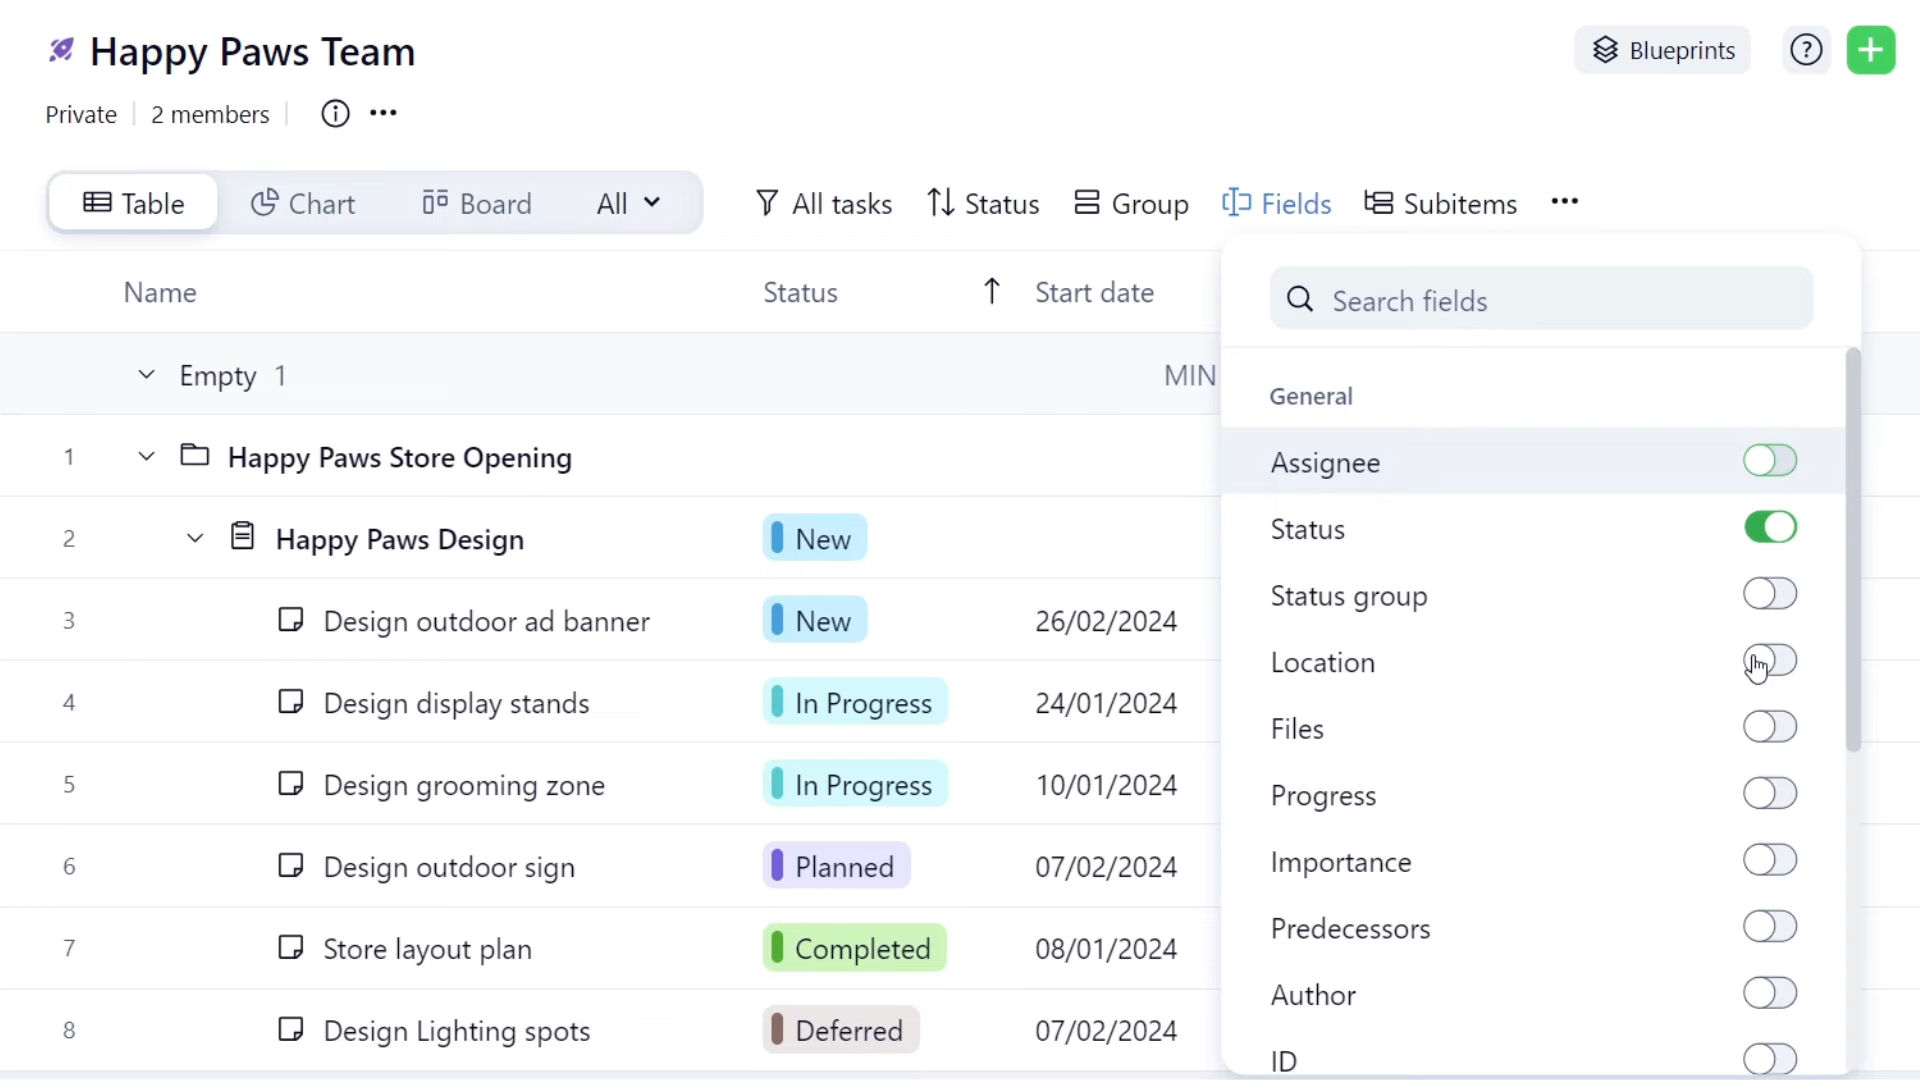 Happy Paws Team
Blueprints
Private 2 members
Table Chart Board All All tasks Status Group Fields Subitems
Name Status Start date
Search fields
Empty 1 MIN
General
1 Happy Paws Store Opening
Assignee
2 Happy Paws Design New
Status
3 Design outdoor ad banner New 26/02/2024
Status group
4 Design display stands In Progress 24/01/2024
Location
5 Design grooming zone In Progress 10/01/2024
Files
6 Design outdoor sign Planned 07/02/2024
Progress
7 Store layout plan Completed 08/01/2024
Importance
8 Design Lighting spots Deferred 07/02/2024
Predecessors
Author
ID